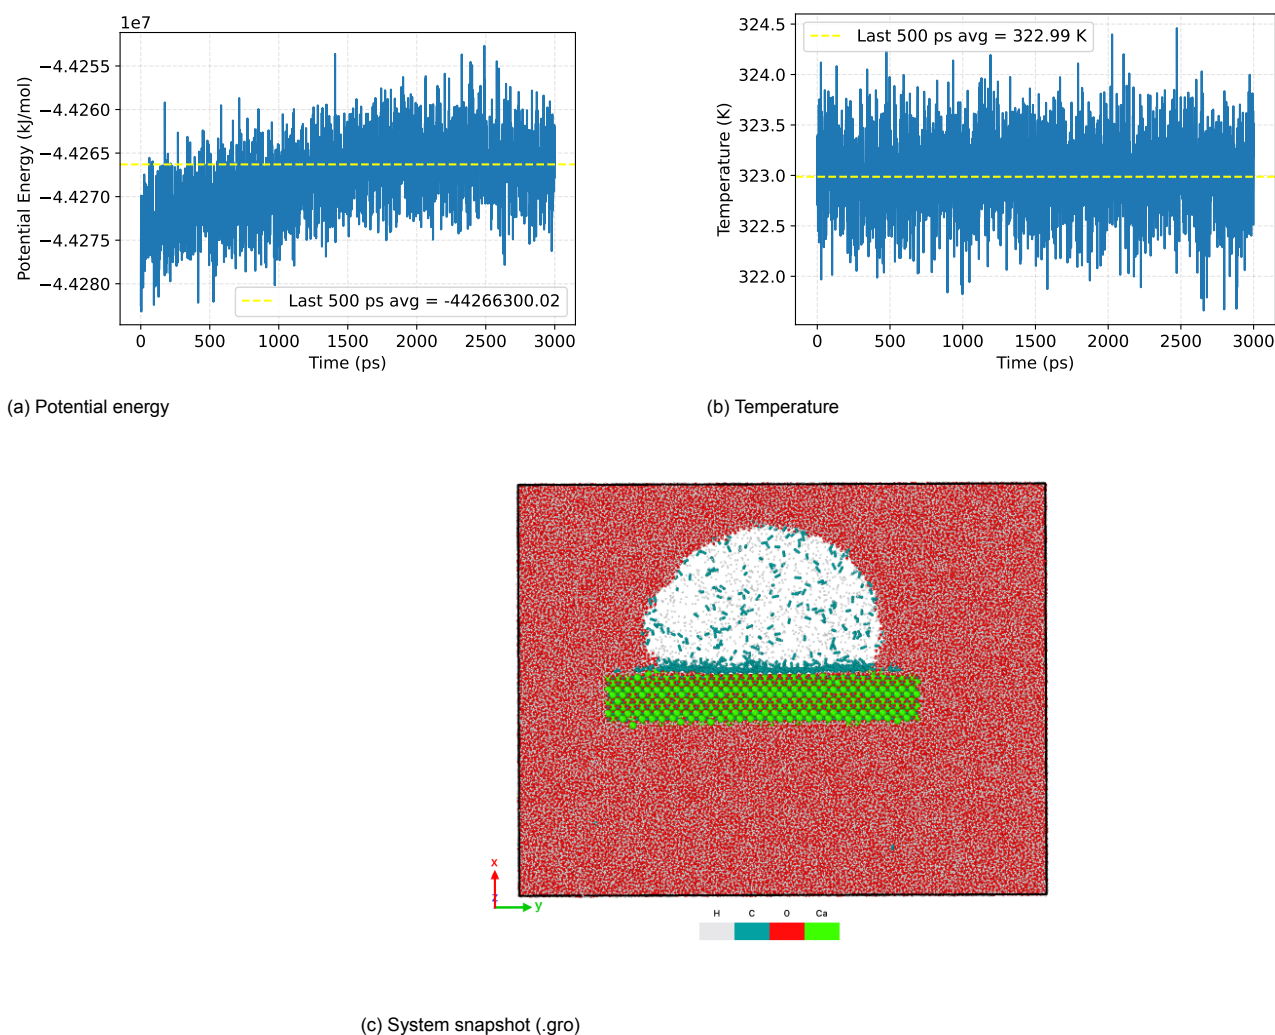 1e7
−4.4255
−4.4260
−4.4265
−4.4270
−4.4275
−4.4280
Potential Energy (kJ/mol)
Last 500 ps avg = -44266300.02
0 500 1000 1500 2000 2500 3000
Time (ps)
(a) Potential energy
324.5
324.0
323.5
323.0
322.5
322.0
Temperature (K)
Last 500 ps avg = 322.99 K
0 500 1000 1500 2000 2500 3000
Time (ps)
(b) Temperature
x
z
y
H C O Ca
(c) System snapshot (.gro)